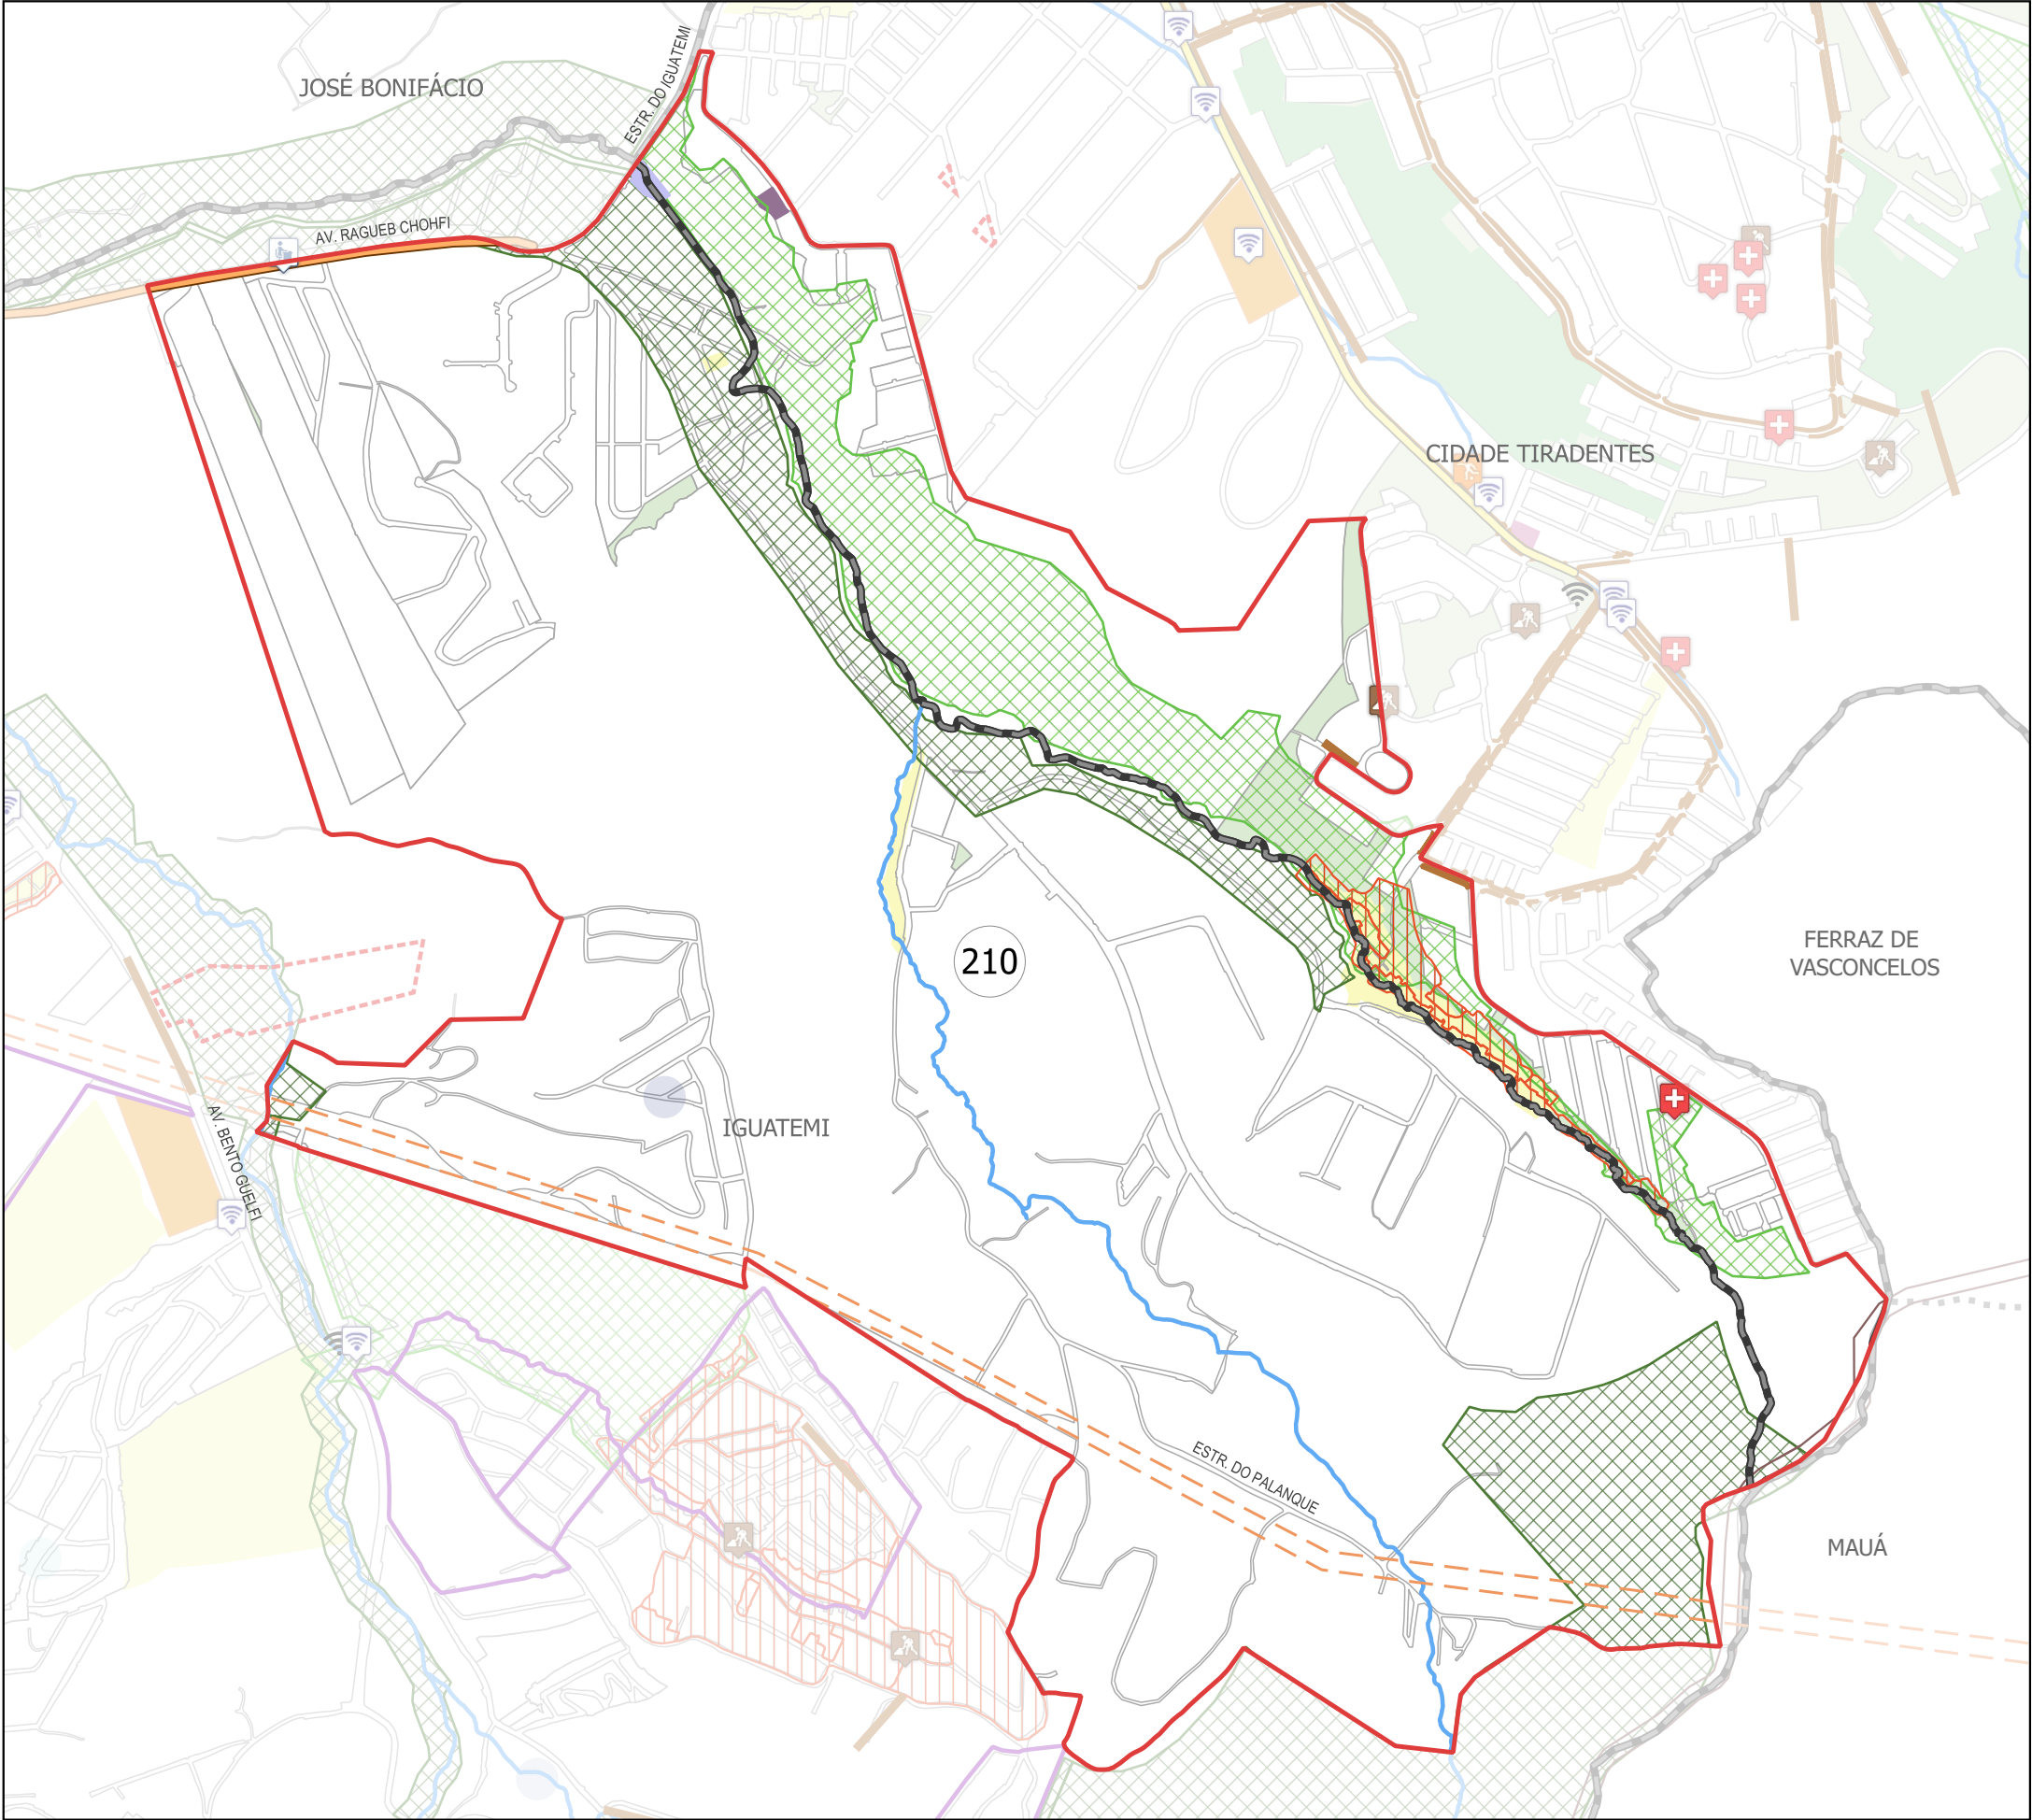 JOSÉ BONIFÁCIO
ESTR. DO IGUATEMI
AV. RAGUEB CHOHFI
CIDADE TIRADENTES
FERRAZ DE
VASCONCELOS
210
IGUATEMI
AV. BENTO GUELFI
ESTR. DO PALANQUE
MAUÁ